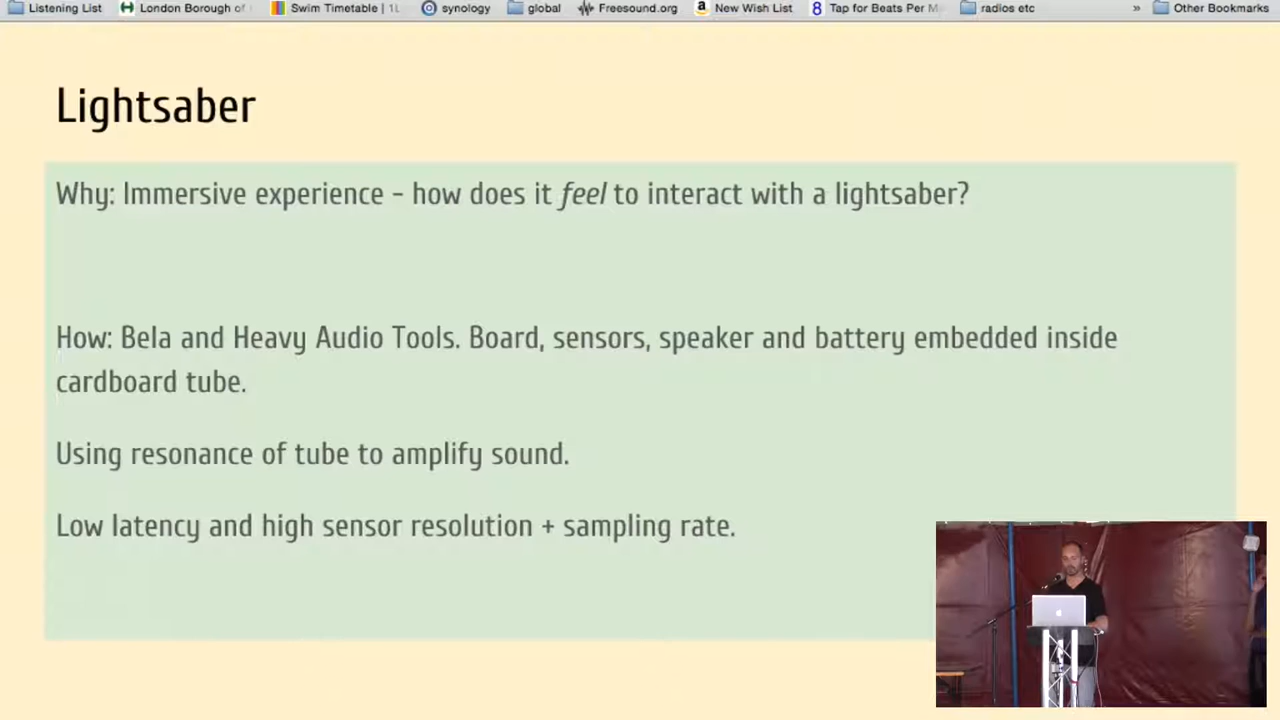 Listening List London Borough of Swim Timetable | 1L synology global Freesound.org New Wish List 8 Tap for Beats Per M radios etc » Other Bookmarks
Lightsaber
Why: Immersive experience - how does it feel to interact with a lightsaber?
How: Bela and Heavy Audio Tools. Board, sensors, speaker and battery embedded inside
cardboard tube.
Using resonance of tube to amplify sound.
Low latency and high sensor resolution + sampling rate.